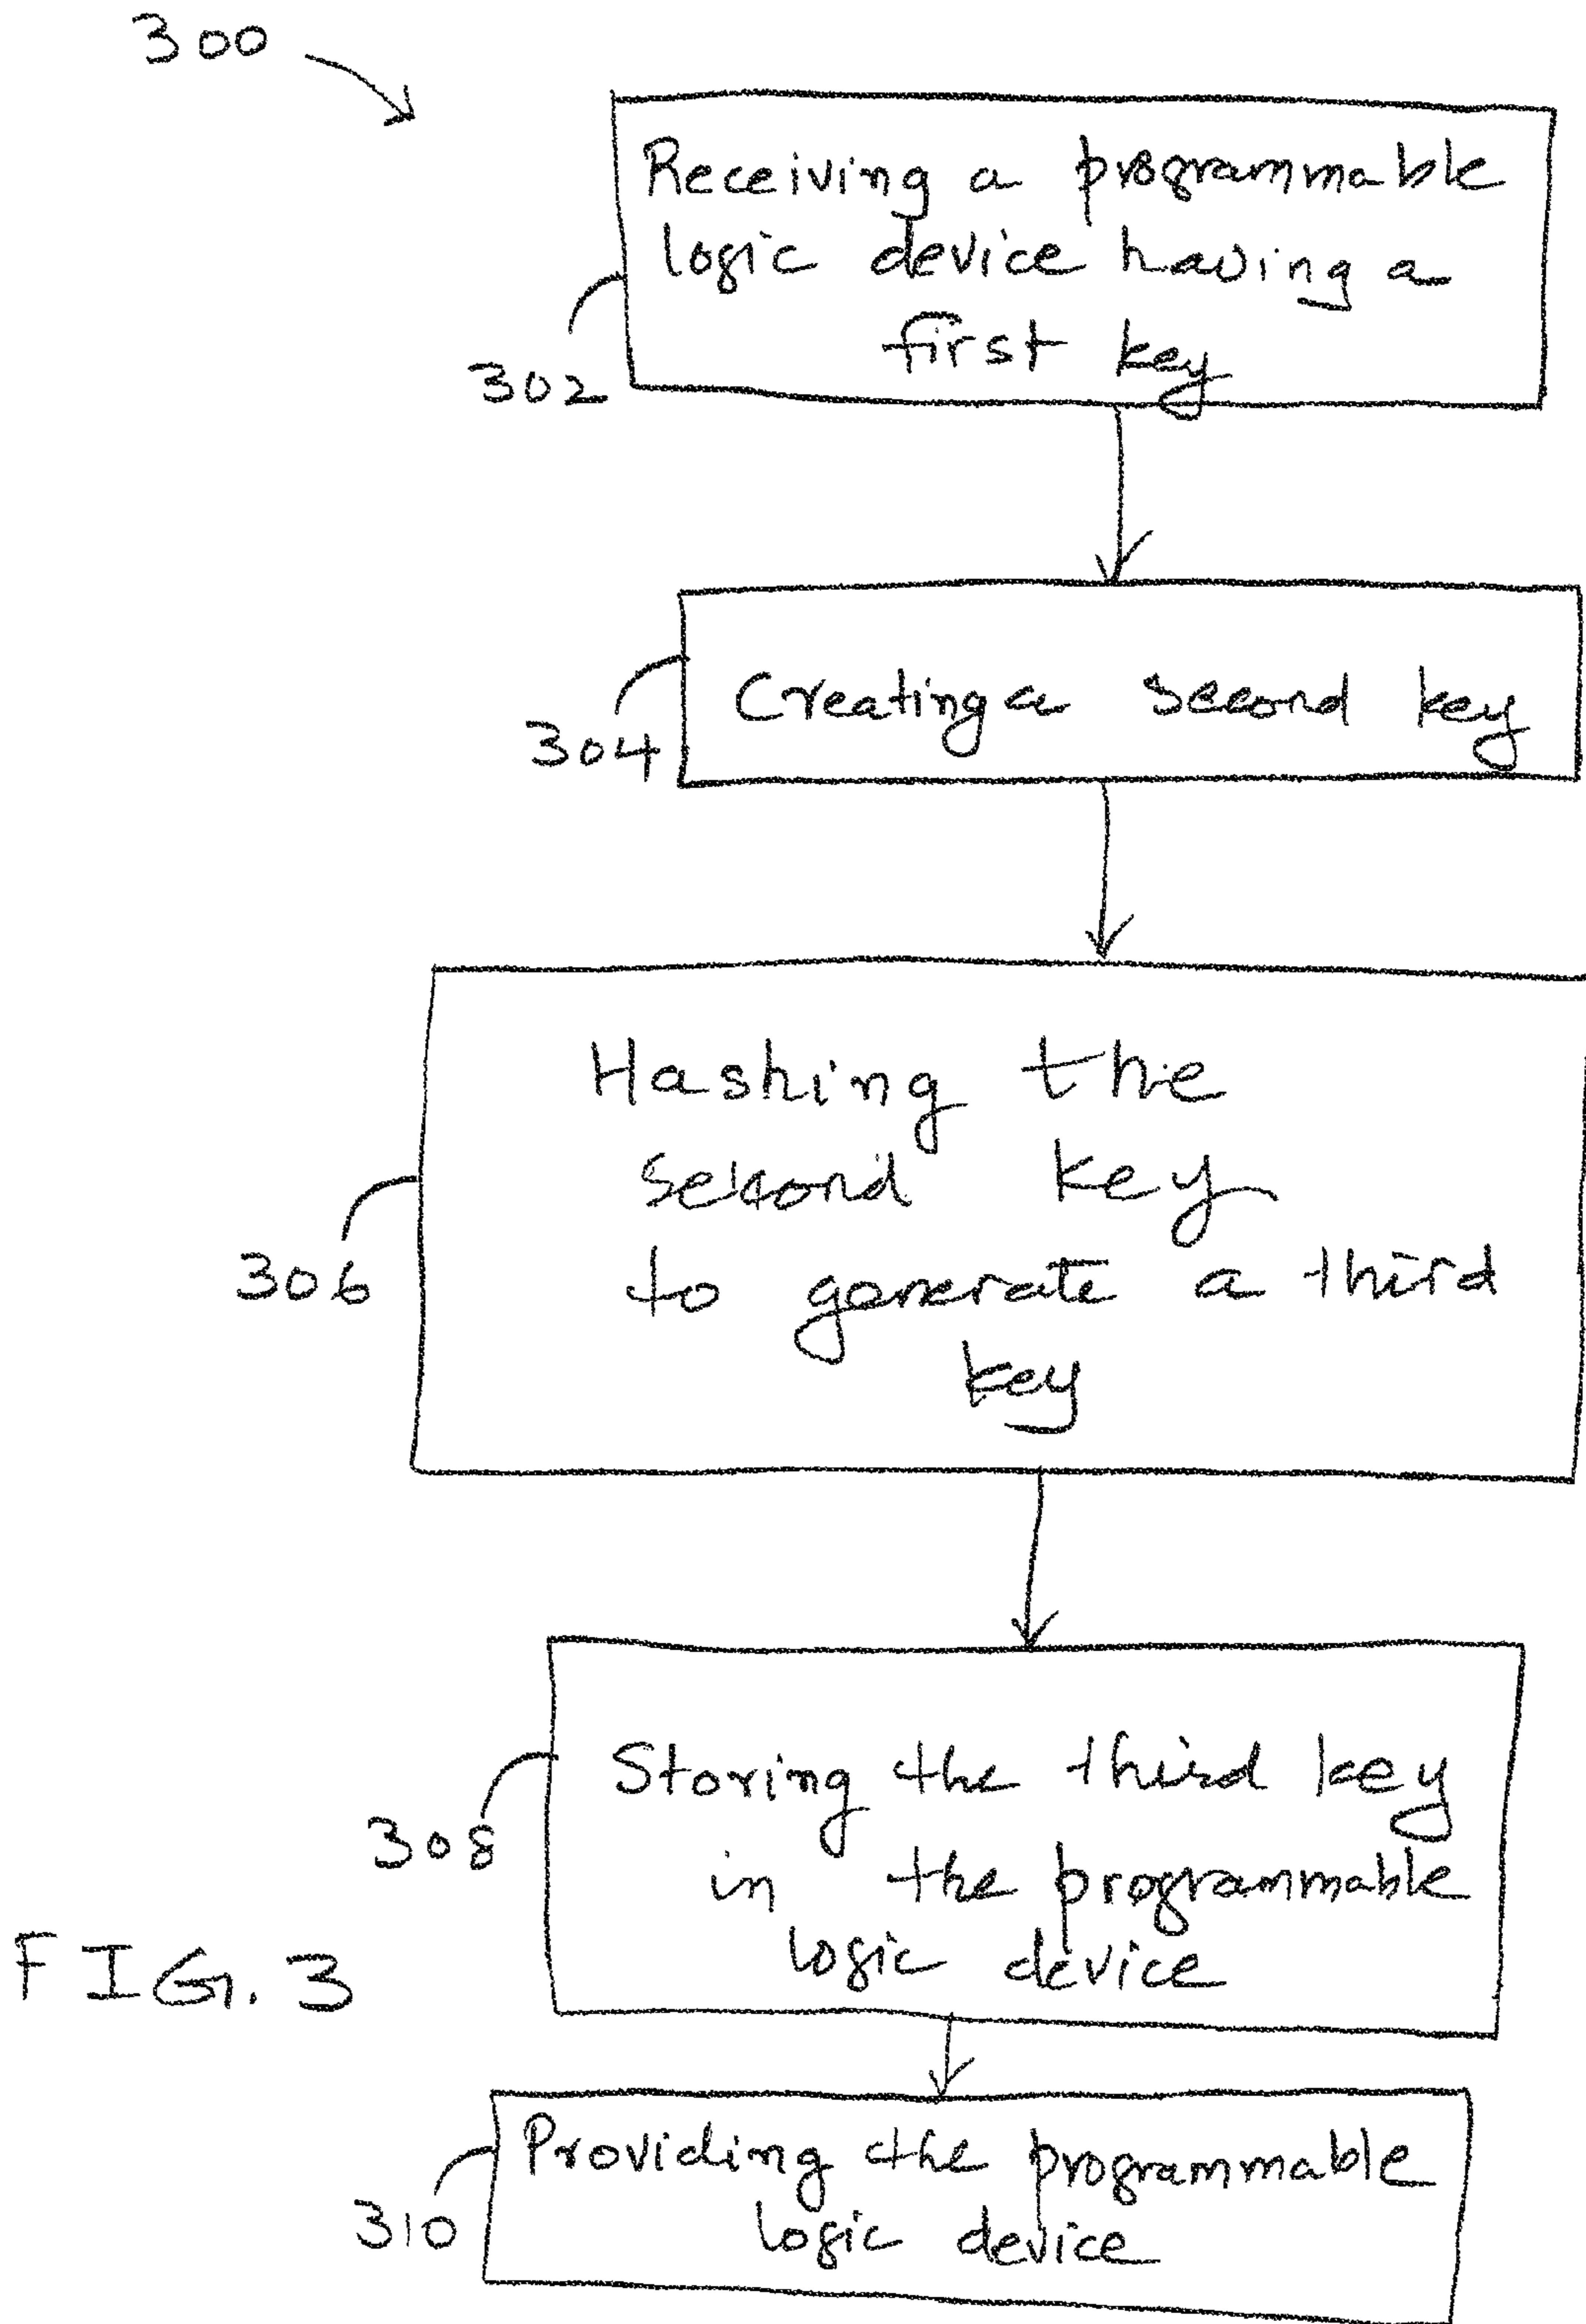 300
Receiving a programmable
logic device having a
first key
302
Creating a second key
304
Hashing the
second key
306
to generate a third
key
Storing the third key
308
in the programmable
logic device
FIG. 3
Providing the programmable
310
logic device